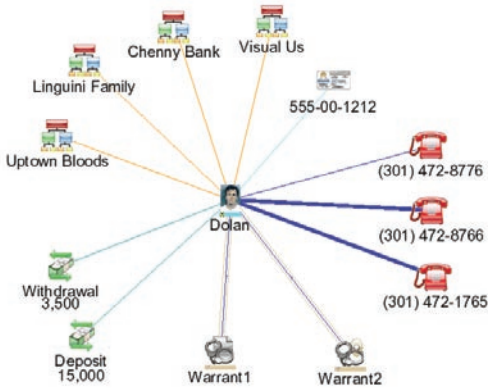 Visual Us
Chenny Bank
Linguini Family
555-00-1212
Uptown Bloods
(301) 472-8776
Dolan
(301) 472-8766
Withdrawal
3,500
(301) 472-1765
Deposit
15,000
Warrant1
Warrant2